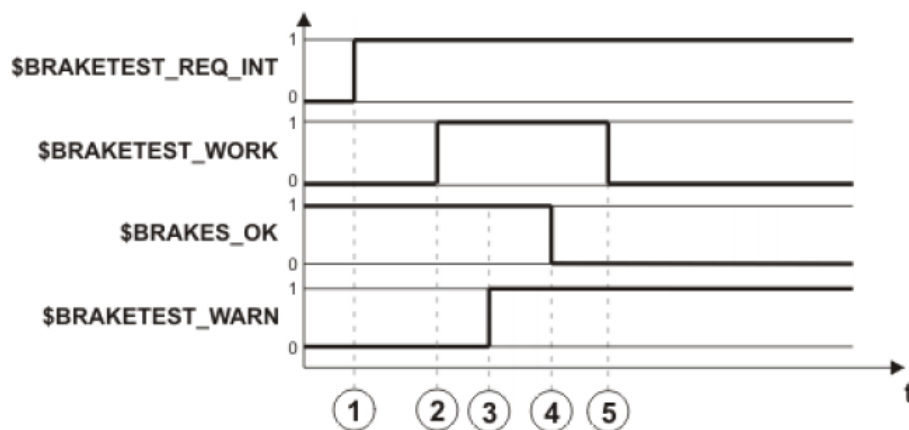 1
$BRAKETEST_REQ_INT
0
1
$BRAKETEST_WORK
0
1
$BRAKES_OK
0
1
$BRAKETEST_WARN
0
t
1 2 3 4 5